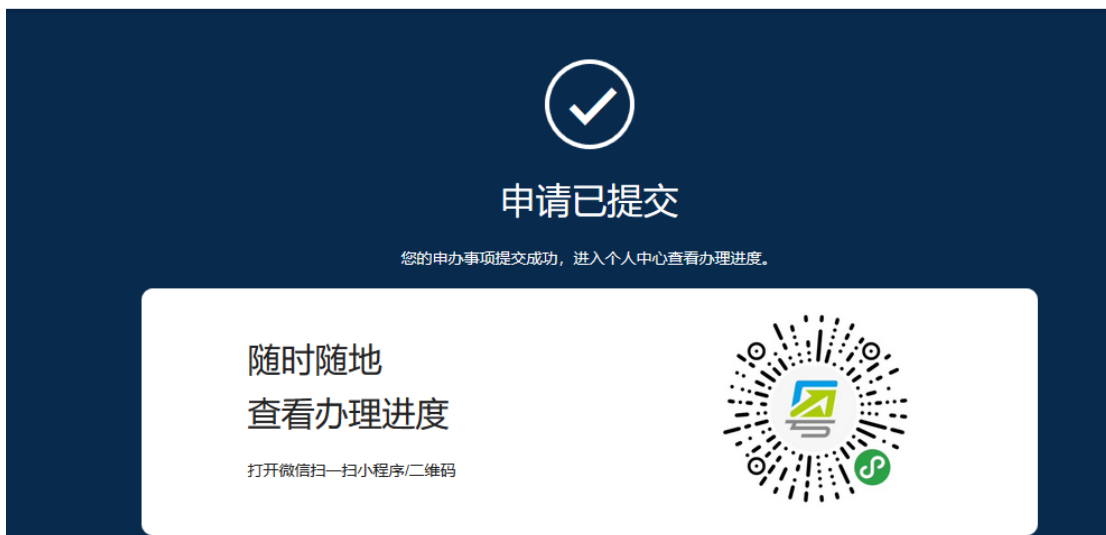 申请已提交
您的申办事项提交成功，进入个人中心查看办理进度。
随时随地
查看办理进度
打开微信扫一扫小程序/二维码